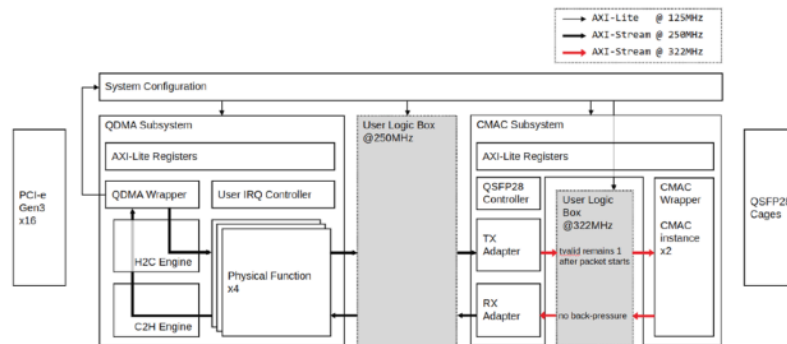 AXI-Lite @ 125MHz
AXI-Stream @ 250MHz
AXI-Stream @ 322MHz
System Configuration
QDMA Subsystem
AXI-Lite Registers
QDMA Wrapper
User IRQ Controller
H2C Engine
C2H Engine
Physical Function
x4
User Logic Box
@250MHz
CMAC Subsystem
AXI-Lite Registers
QSFP28
Controller
TX
Adapter
RX
Adapter
User Logic
Box
@322MHz
tvalid remains 1
after packet starts
no back-pressure
CMAC
Wrapper
CMAC
instance
x2
PCI-e
Gen3
x16
QSFP28
Cages